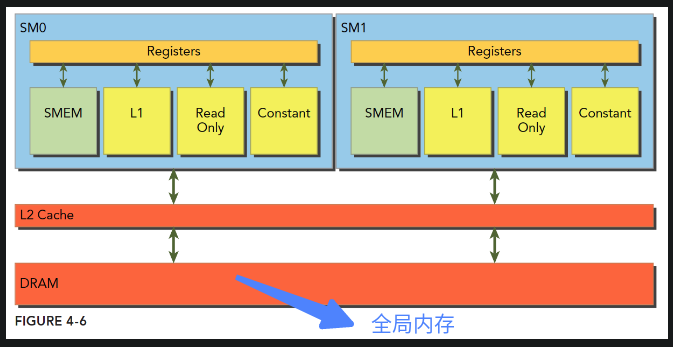 SM0
Registers
SMEM
L1
Read
Only
Constant
SM1
Registers
SMEM
L1
Read
Only
Constant
L2 Cache
DRAM
FIGURE 4-6
全局内存